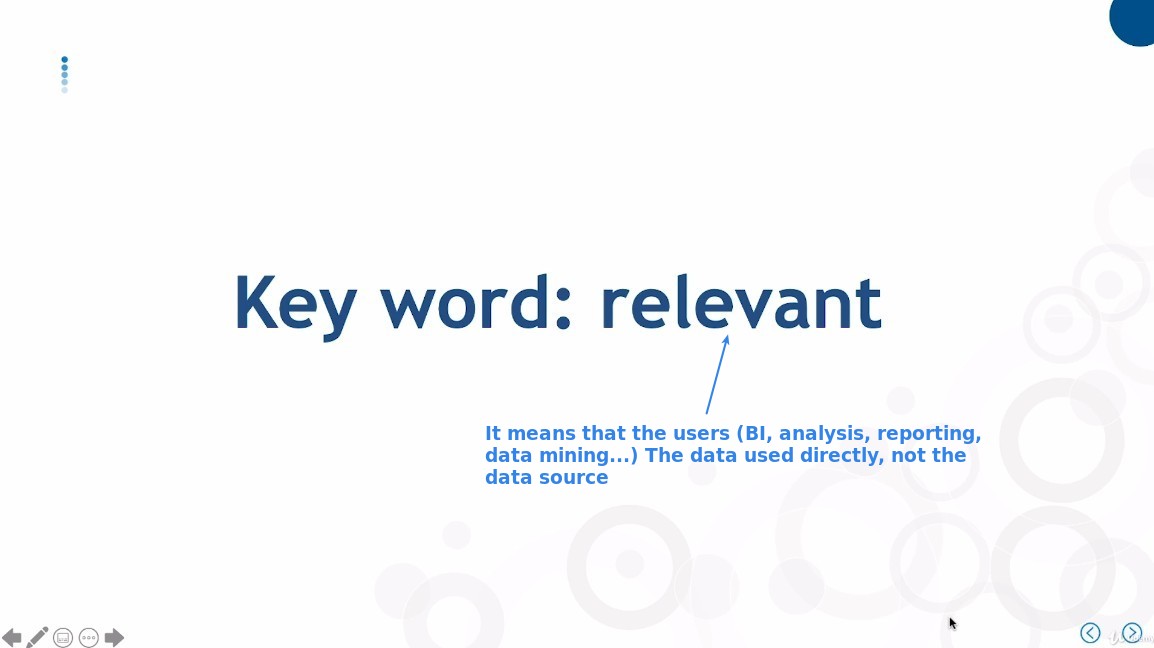 Key word: relevant
It means that the users (BI, analysis, reporting,
data mining...) The data used directly, not the
data source